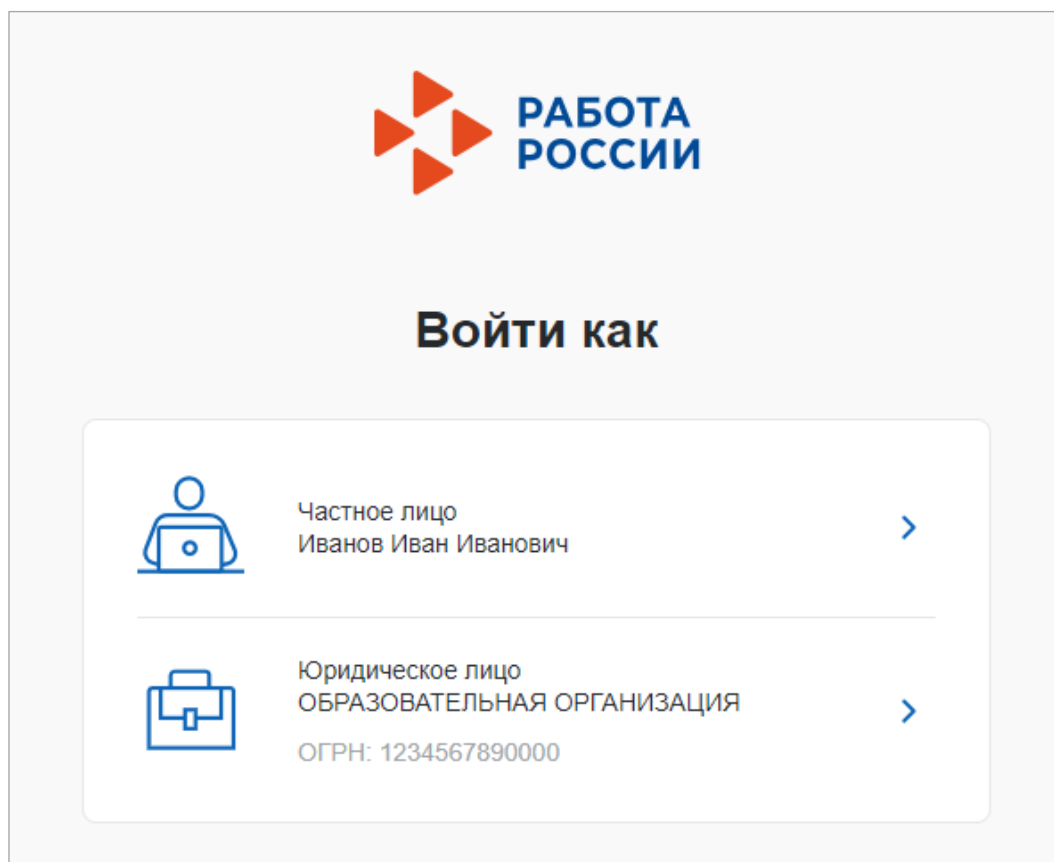 РАБОТА
РОССИИ
Войти как
Частное лицо
Иванов Иван Иванович
Юридическое лицо
ОБРАЗОВАТЕЛЬНАЯ ОРГАНИЗАЦИЯ
ОГРН: 1234567890000